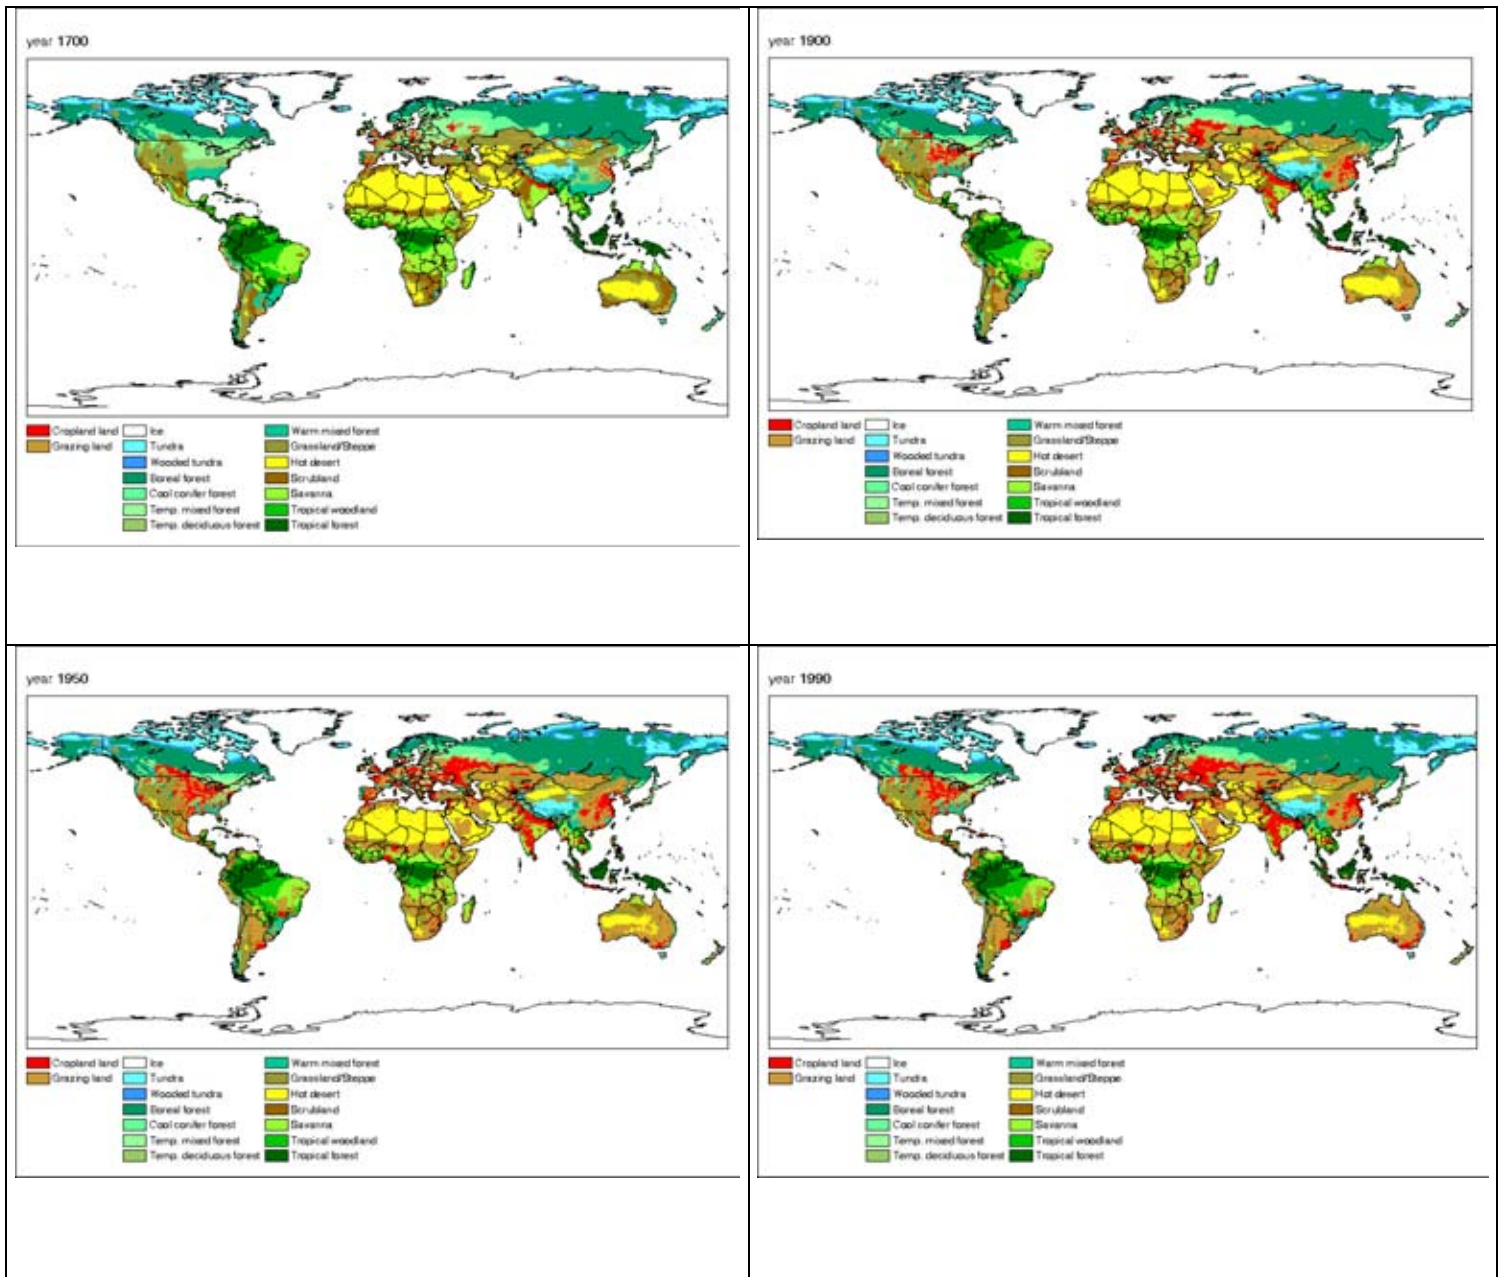 year 1700
Cropland land
Grazing land
Ice
Tundra
Wooded tundra
Boreal forest
Cool conifer forest
Temp. mixed forest
Temp. deciduous forest
Warm mixed forest
Grassland/Steppe
Hot desert
Scrubland
Savanna
Tropical woodland
Tropical forest
year 1900
Cropland land
Grazing land
Ice
Tundra
Wooded tundra
Boreal forest
Cool conifer forest
Temp. mixed forest
Temp. deciduous forest
Warm mixed forest
Grassland/Steppe
Hot desert
Scrubland
Savanna
Tropical woodland
Tropical forest
year 1950
Cropland land
Grazing land
Ice
Tundra
Wooded tundra
Boreal forest
Cool conifer forest
Temp. mixed forest
Temp. deciduous forest
Warm mixed forest
Grassland/Steppe
Hot desert
Scrubland
Savanna
Tropical woodland
Tropical forest
year 1990
Cropland land
Grazing land
Ice
Tundra
Wooded tundra
Boreal forest
Cool conifer forest
Temp. mixed forest
Temp. deciduous forest
Warm mixed forest
Grassland/Steppe
Hot desert
Scrubland
Savanna
Tropical woodland
Tropical forest